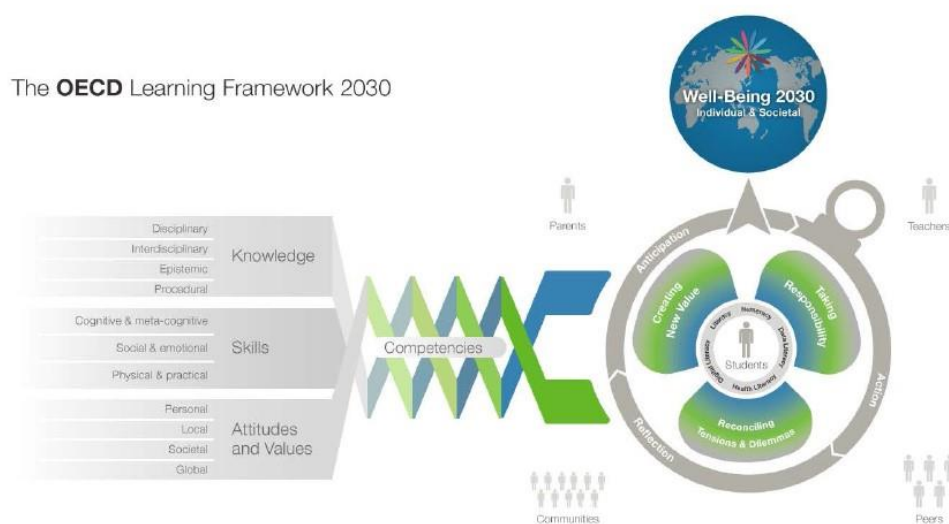 The OECD Learning Framework 2030
Well-Being 2030
Individual & Societal
Parents
Teachers
Disciplinary
Interdisciplinary
Epistemic
Procedural
Knowledge
Cognitive & meta-cognitive
Social & emotional
Physical & practical
Skills
Personal
Local
Societal
Global
Attitudes
and Values
Competencies
Anticipation
Action
Reflection
Creating
New Value
Taking
Responsibility
Reconciling
Tensions & Dilemmas
Literacy
Numeracy
Data Literacy
Health Literacy
Digital Literacy
Students
Communities
Peers